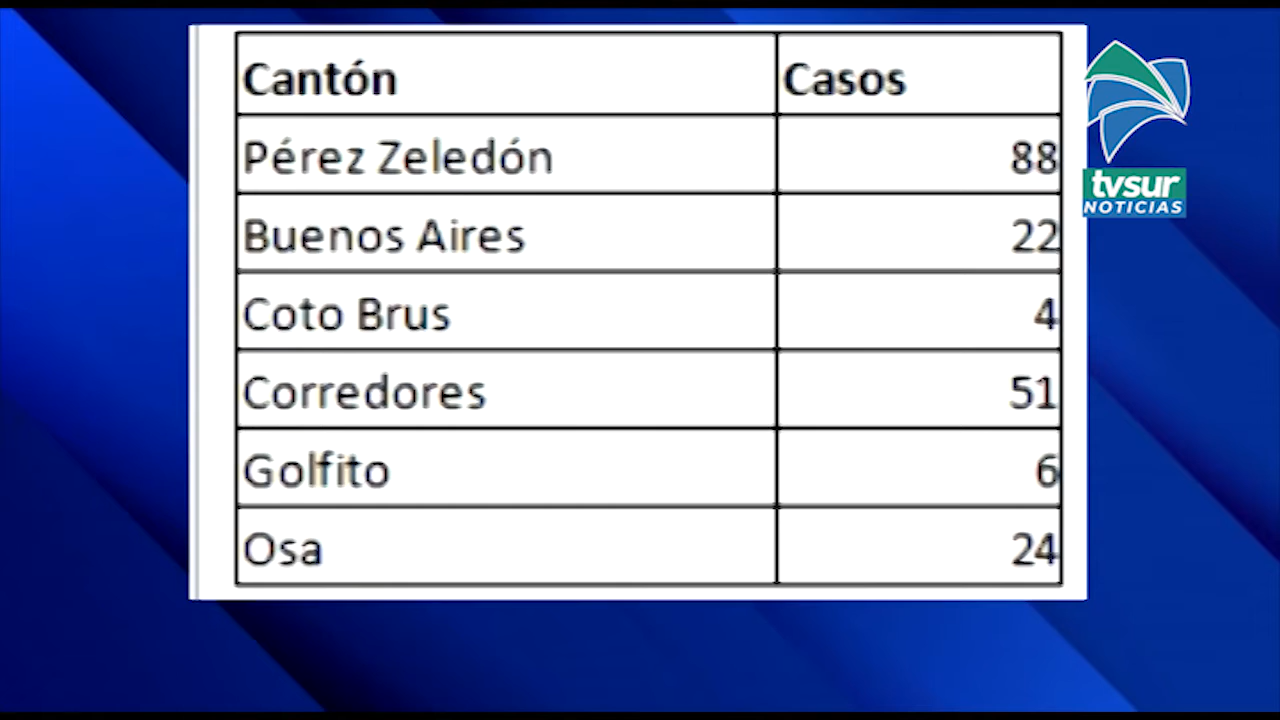 Cantón Casos
Pérez Zeledón 88
Buenos Aires 22
Coto Brus 4
Corredores 51
Golfito 6
Osa 24
tvsur
NOTICIAS